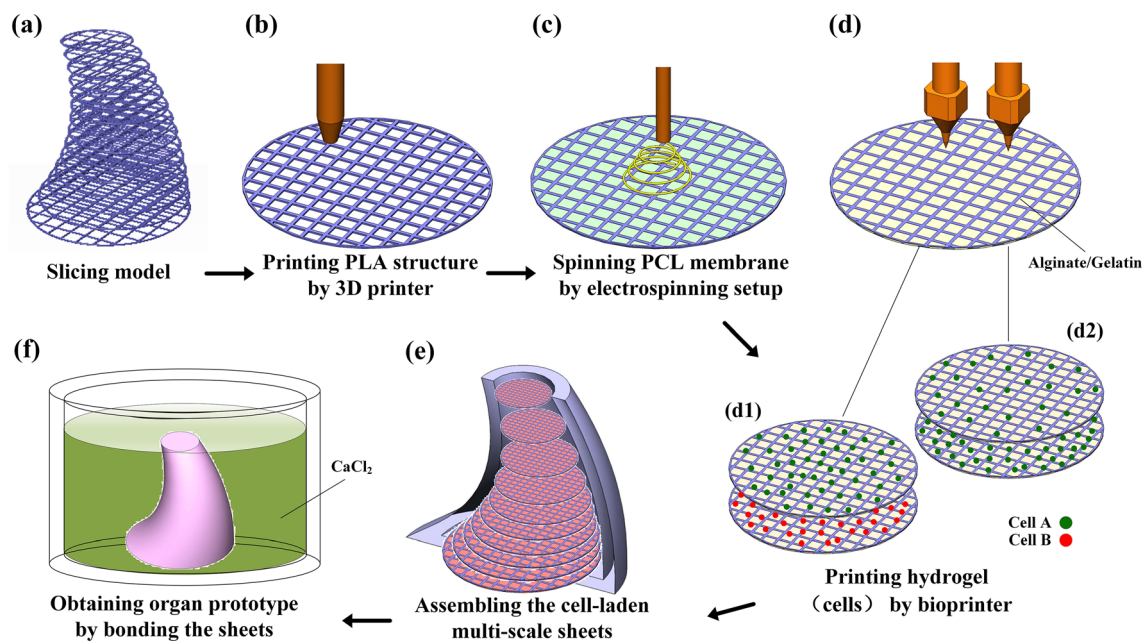 (a)
(b)
(c)
(d)
Slicing model
Printing PLA structure
by 3D printer
Spinning PCL membrane
by electrospinning setup
Alginate/Gelatin
(d1)
(d2)
Cell A
Cell B
Printing hydrogel
（cells） by bioprinter
(e)
Assembling the cell-laden
multi-scale sheets
(f)
CaCl₂
Obtaining organ prototype
by bonding the sheets